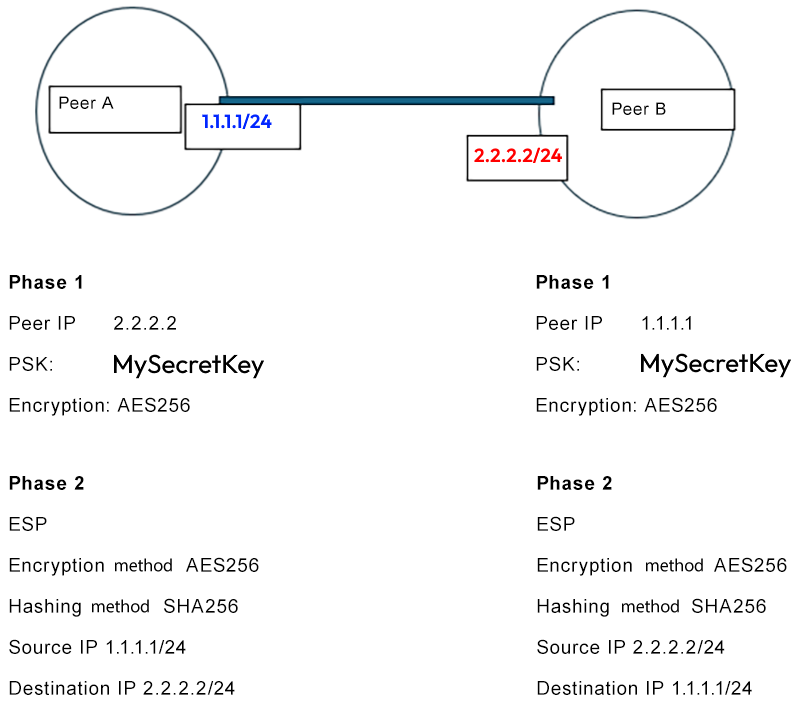 Peer A
1.1.1.1/24
Peer B
2.2.2.2/24
Phase 1
Peer IP 2.2.2.2
PSK: MySecretKey
Encryption: AES256
Phase 2
ESP
Encryption method AES256
Hashing method SHA256
Source IP 1.1.1.1/24
Destination IP 2.2.2.2/24
Phase 1
Peer IP 1.1.1.1
PSK: MySecretKey
Encryption: AES256
Phase 2
ESP
Encryption method AES256
Hashing method SHA256
Source IP 2.2.2.2/24
Destination IP 1.1.1.1/24